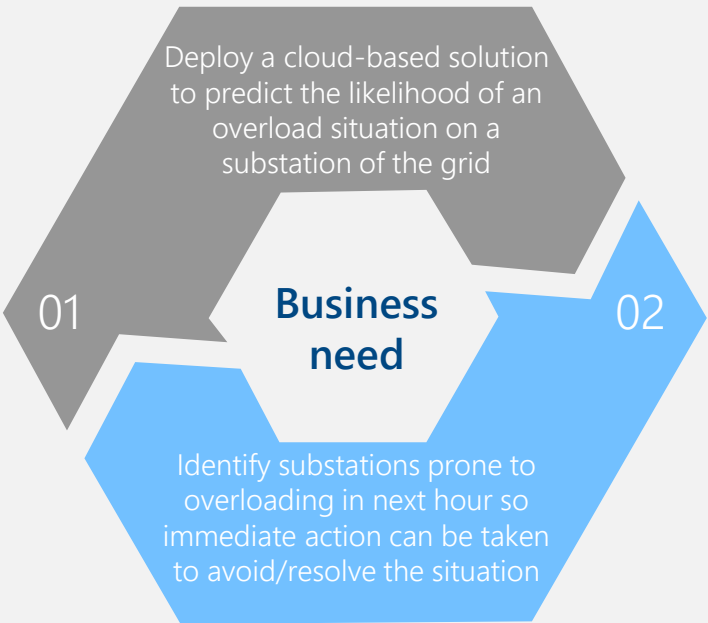 Deploy a cloud-based solution
to predict the likelihood of an
overload situation on a
substation of the grid
01
Business
need
02
Identify substations prone to
overloading in next hour so
immediate action can be taken
to avoid/resolve the situation